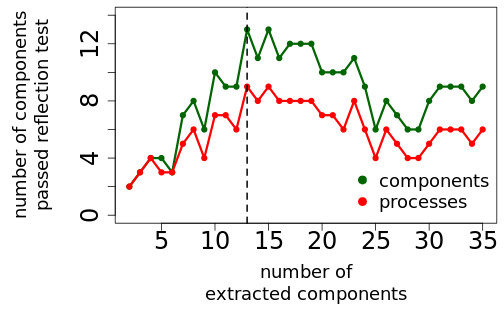 number of components
passed reflection test
12
8
4
0
components
processes
5 10 15 20 25 30 35
number of
extracted components